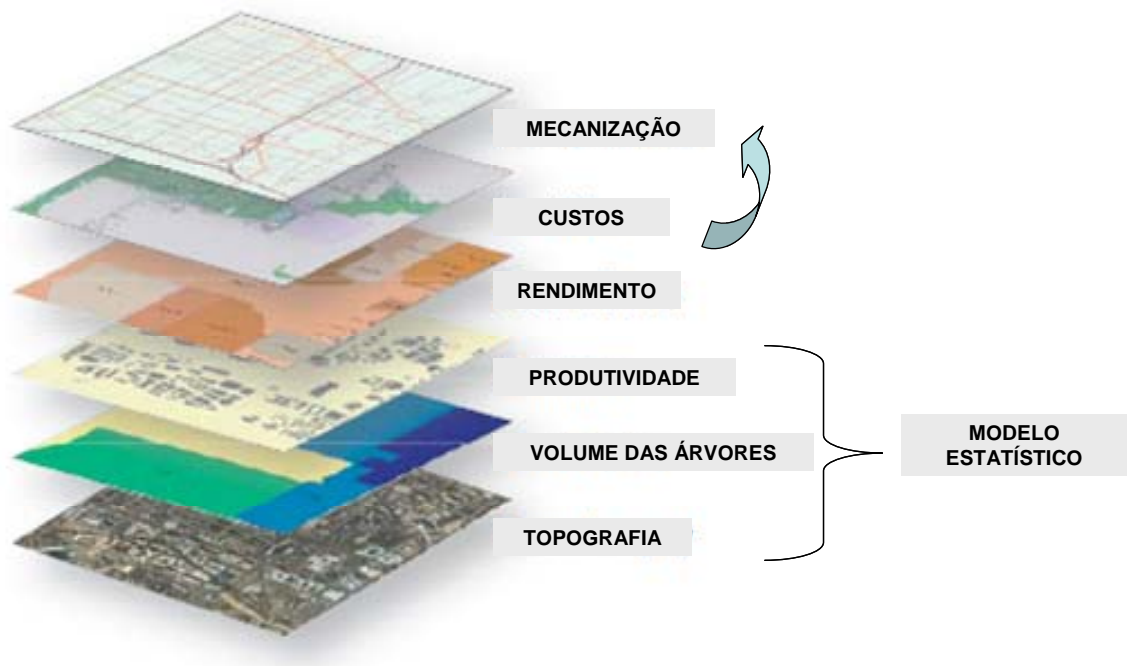 MECANIZAÇÃO
CUSTOS
RENDIMENTO
PRODUTIVIDADE
VOLUME DAS ÁRVORES
MODELO
ESTATÍSTICO
TOPOGRAFIA